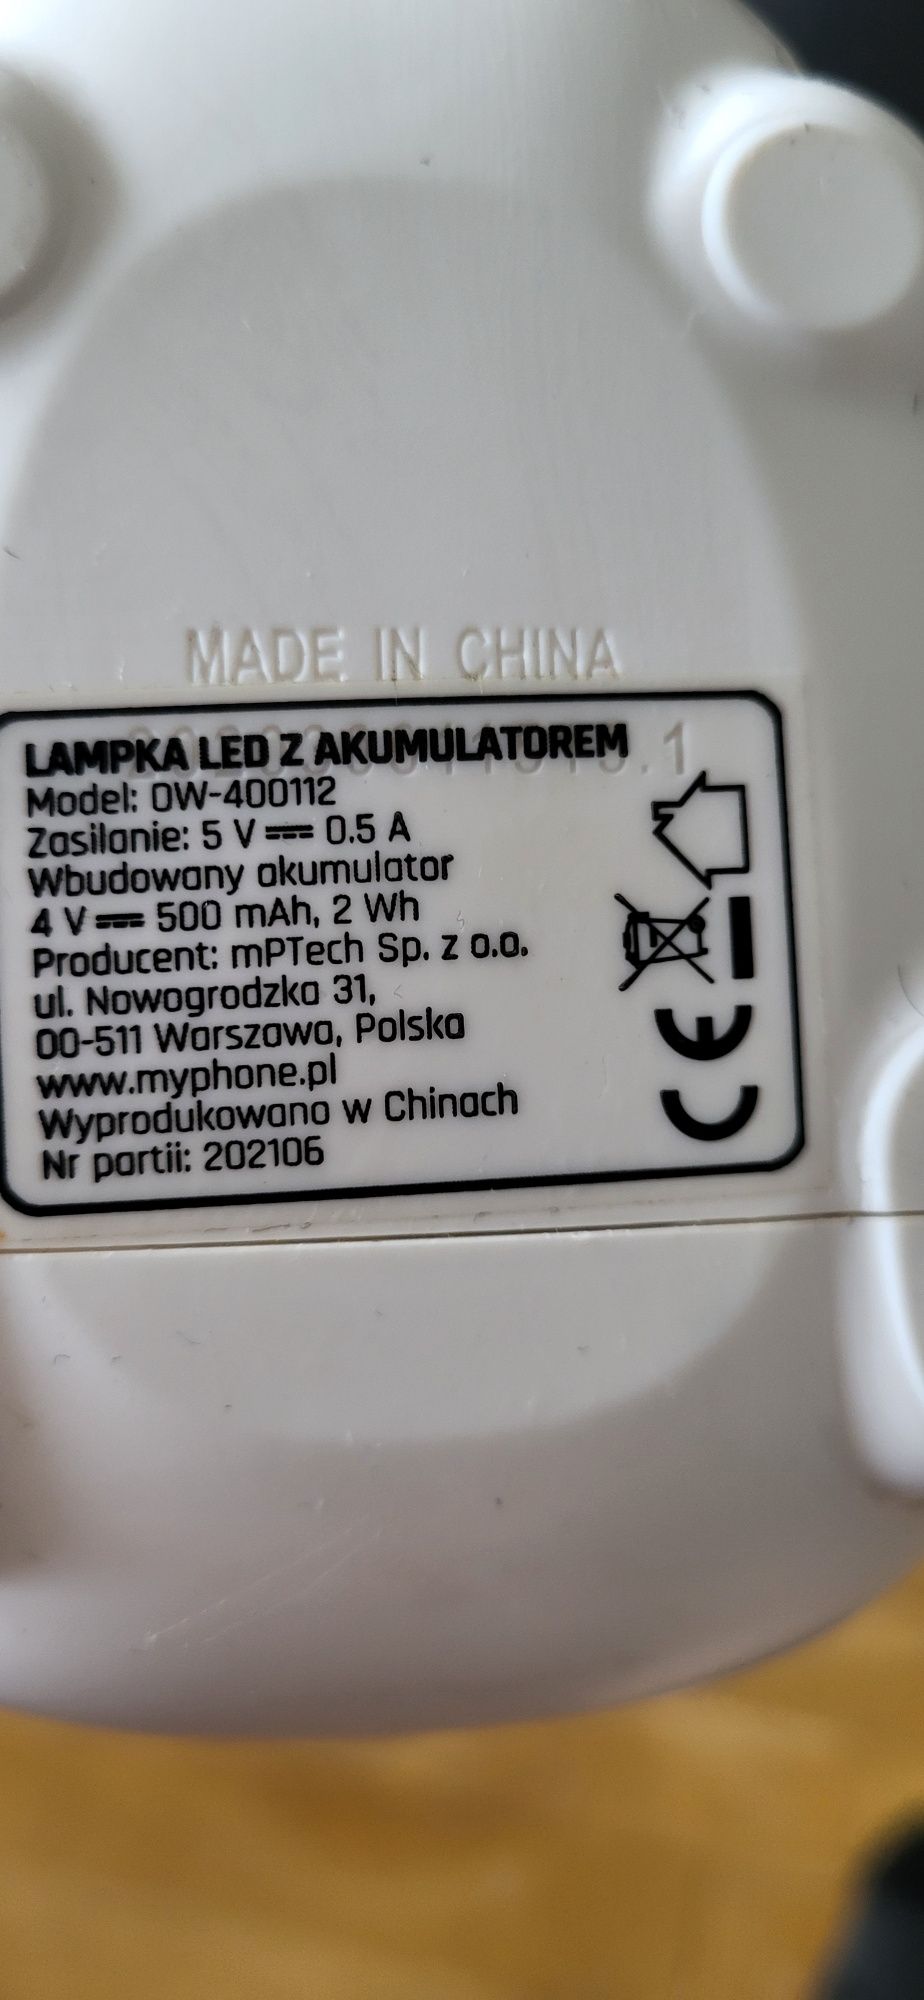 MADE IN CHINA
LAMPKA LED Z AKUMULATOREM
Model: OW-400112
Zasilanie: 5 V ⎓ 0.5 A
Wbudowany akumulator
4 V ⎓ 500 mAh, 2 Wh
Producent: mPTech Sp. z o.o.
ul. Nowogrodzka 31,
00-511 Warszawa, Polska
www.myphone.pl
Wyprodukowano w Chinach
Nr partii: 202106
CE